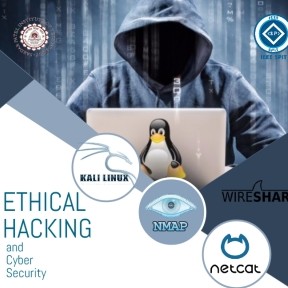 KALI LINUX
WIRESHAR
NMAP
netcat
ETHICAL
HACKING
and
Cyber
Security